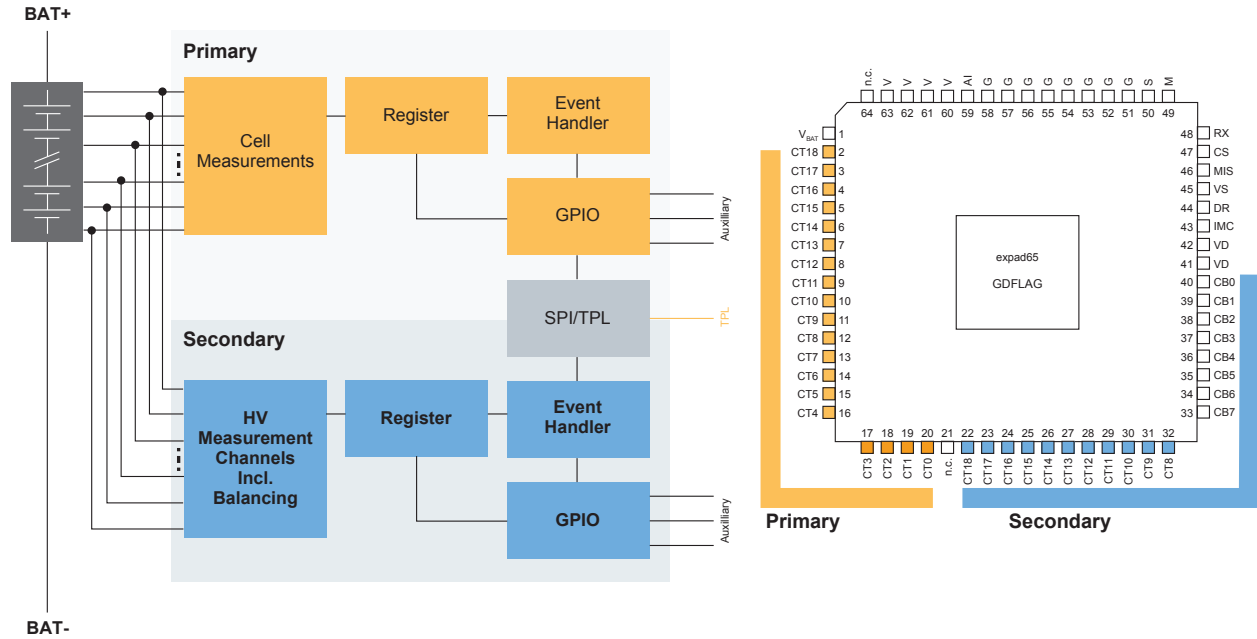 BAT+
Primary
Cell
Measurements
Register
Event
Handler
GPIO
Auxilliary
SPI/TPL
TPL
Secondary
HV
Measurement
Channels
Incl.
Balancing
Register
Event
Handler
GPIO
Auxilliary
BAT-
n.c. V V V V AI G G G G G G G G S M
64 63 62 61 60 59 58 57 56 55 54 53 52 51 50 49
VBAT 1
CT18 2
CT17 3
CT16 4
CT15 5
CT14 6
CT13 7
CT12 8
CT11 9
CT10 10
CT9 11
CT8 12
CT7 13
CT6 14
CT5 15
CT4 16
expad65
GDFLAG
48 RX
47 CS
46 MIS
45 VS
44 DR
43 IMC
42 VD
41 VD
40 CB0
39 CB1
38 CB2
37 CB3
36 CB4
35 CB5
34 CB6
33 CB7
17 18 19 20 21 22 23 24 25 26 27 28 29 30 31 32
CT3 CT2 CT1 CT0 n.c. CT18 CT17 CT16 CT15 CT14 CT13 CT12 CT11 CT10 CT9 CT8
Primary
Secondary